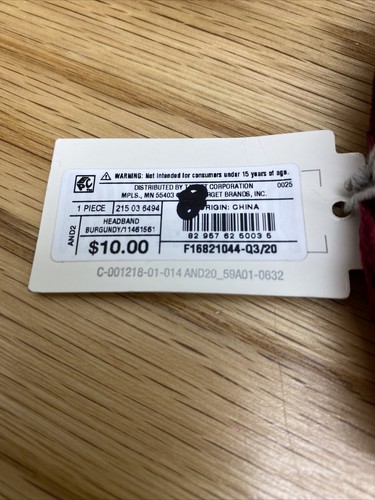 WARNING: Not intended for consumers under 15 years of age.
DISTRIBUTED BY CORPORATION 0025
MPLS., MN 55403 TARGET BRANDS, INC.
1 PIECE 215 03 6494 ORIGIN: CHINA
AND2
HEADBAND
BURGUNDY/11461561
$10.00
82 957 62 5003 5
F16821044-Q3/20
C-001218-01-014 AND20_59A01-0632